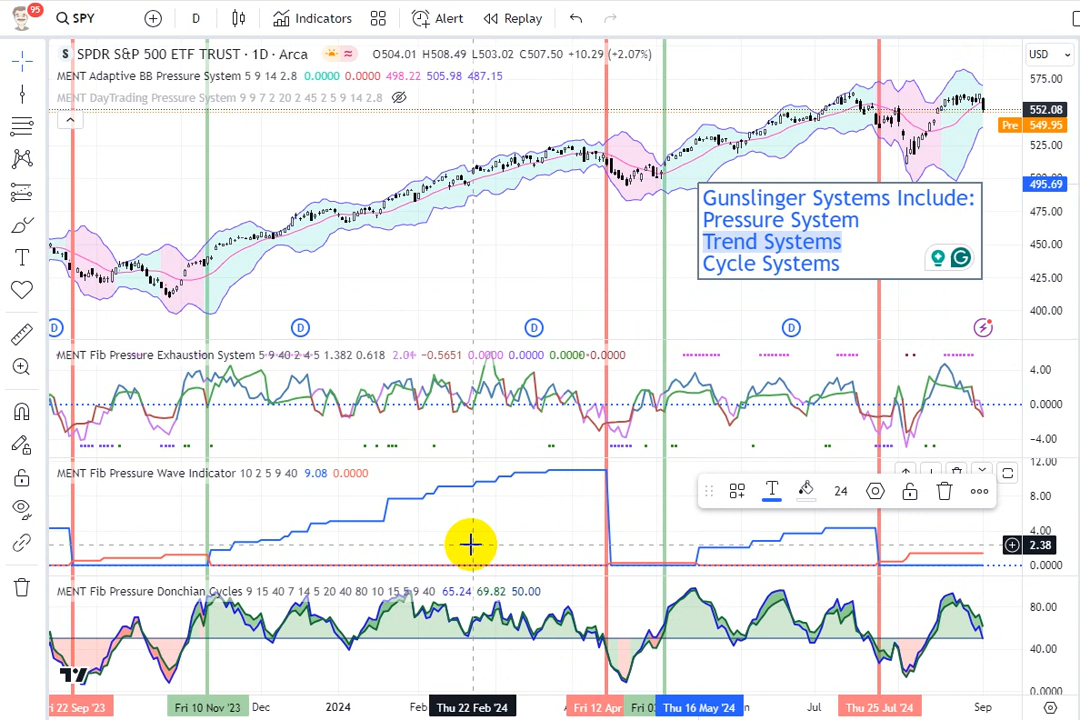 95
SPY
D
Indicators
Alert
Replay
SPDR S&P 500 ETF TRUST · 1D · Arca
O504.01 H508.49 L503.02 C507.50 +10.29 (+2.07%)
USD
MENT Adaptive BB Pressure System 5 9 14 2.8 0.0000 0.0000 498.22 505.98 487.15
MENT DayTrading Pressure System 9 9 7 2 20 2 45 2 5 9 14 2.8
575.00
552.08
Pre 549.95
525.00
495.69
475.00
450.00
425.00
400.00
Gunslinger Systems Include:
Pressure System
Trend Systems
Cycle Systems
D
D
D
D
MENT Fib Pressure Exhaustion System 5 9 40 2 4 5 1.382 0.618 2.01 −0.5651 0.0000 0.0000 0.0000 0.0000
4.00
0.0000
−4.00
MENT Fib Pressure Wave Indicator 10 2 5 9 40 9.08 0.0000
24
12.00
8.00
4.00
2.38
0.0000
MENT Fib Pressure Donchian Cycles 9 15 40 7 14 5 20 40 80 10 15 5 9 40 65.24 69.82 50.00
80.00
40.00
0.0000
ri 22 Sep '23
Fri 10 Nov '23
Dec
2024
Feb
Thu 22 Feb '24
Fri 12 Apr
Fri 03
Thu 16 May '24
Jul
Thu 25 Jul '24
Sep